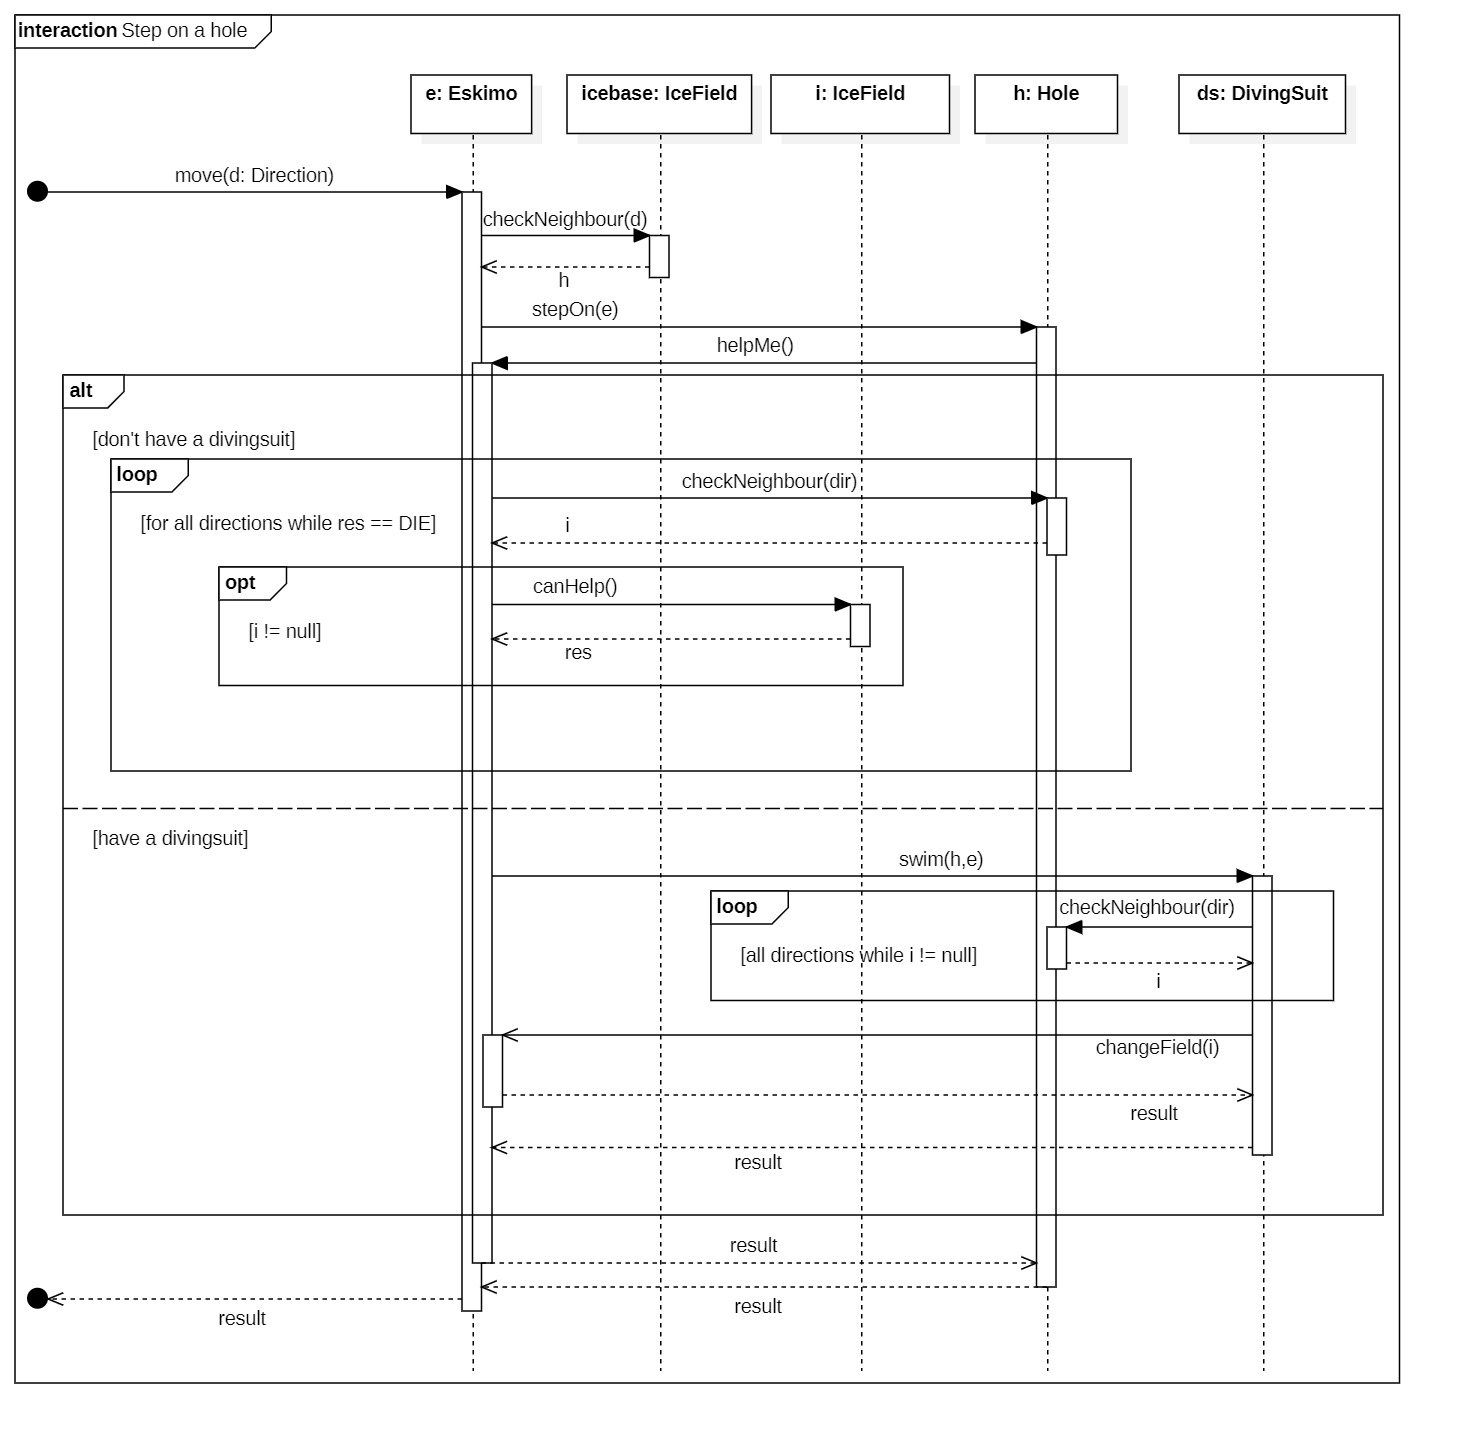 interaction Step on a hole
e: Eskimo
icebase: IceField
i: IceField
h: Hole
ds: DivingSuit
move(d: Direction)
checkNeighbour(d)
h
stepOn(e)
helpMe()
alt
[don't have a divingsuit]
loop
checkNeighbour(dir)
[for all directions while res == DIE]
i
opt
canHelp()
[i != null]
res
[have a divingsuit]
swim(h,e)
loop
checkNeighbour(dir)
[all directions while i != null]
i
changeField(i)
result
result
result
result
result